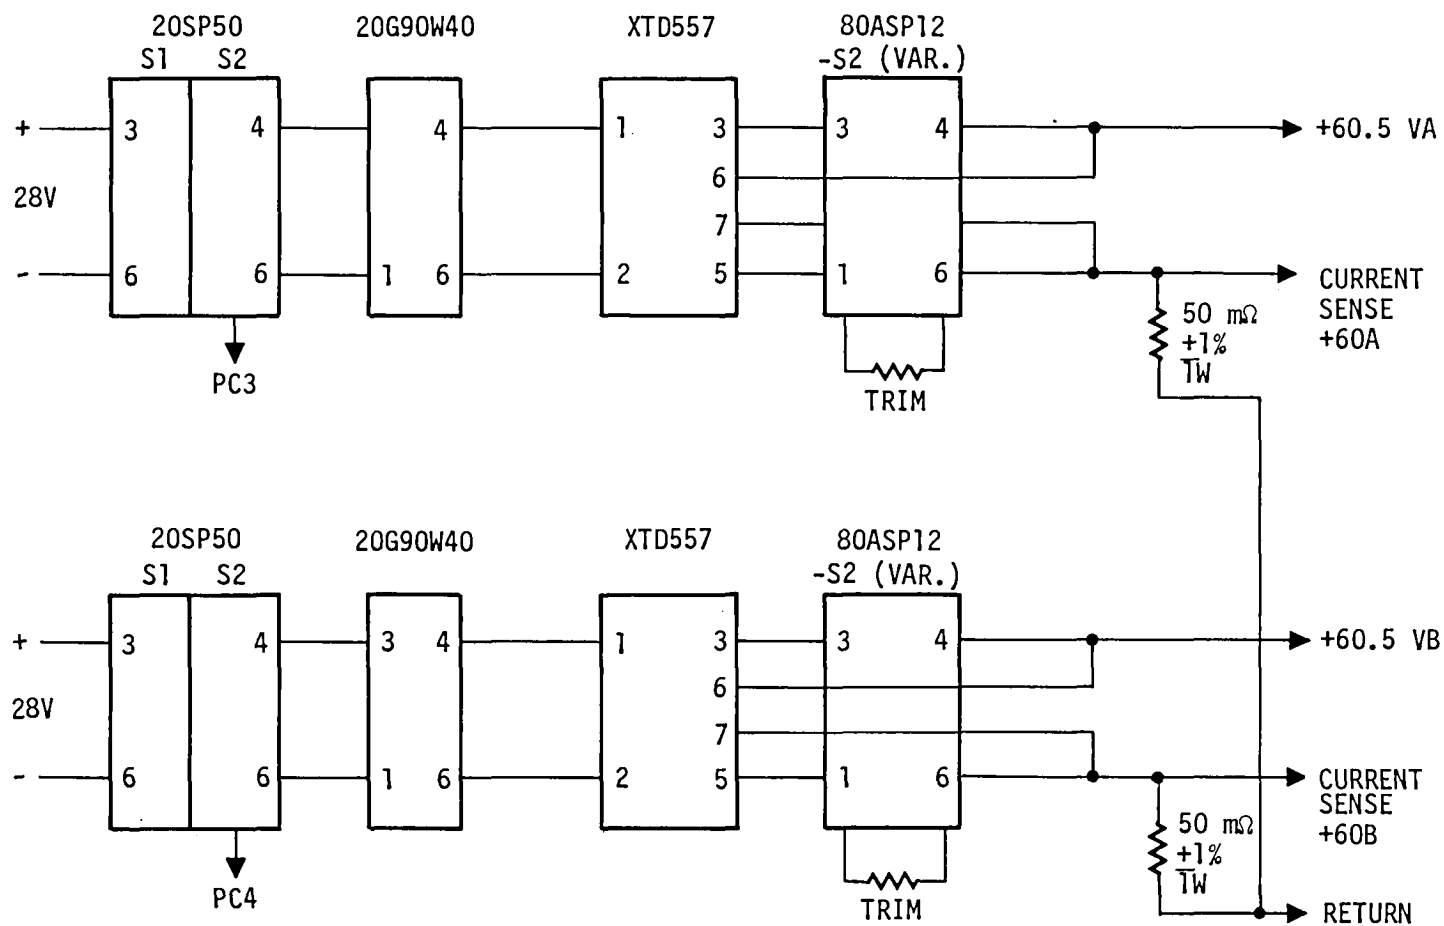 20SP50 20G90W40 XTD557 80ASP12
S1 S2 -S2 (VAR.)
+ 3 4 4 1 3 3 4 +60.5 VA
6
28V
7
- 6 6 1 6 2 5 1 6 CURRENT
SENSE
+60A
50 mΩ
±1%
1W
PC3
TRIM
20SP50 20G90W40 XTD557 80ASP12
S1 S2 -S2 (VAR.)
+ 3 4 3 4 1 3 3 4 +60.5 VB
6
28V
7
- 6 6 1 6 2 5 1 6 CURRENT
SENSE
+60B
50 mΩ
±1%
1W
PC4
TRIM
RETURN